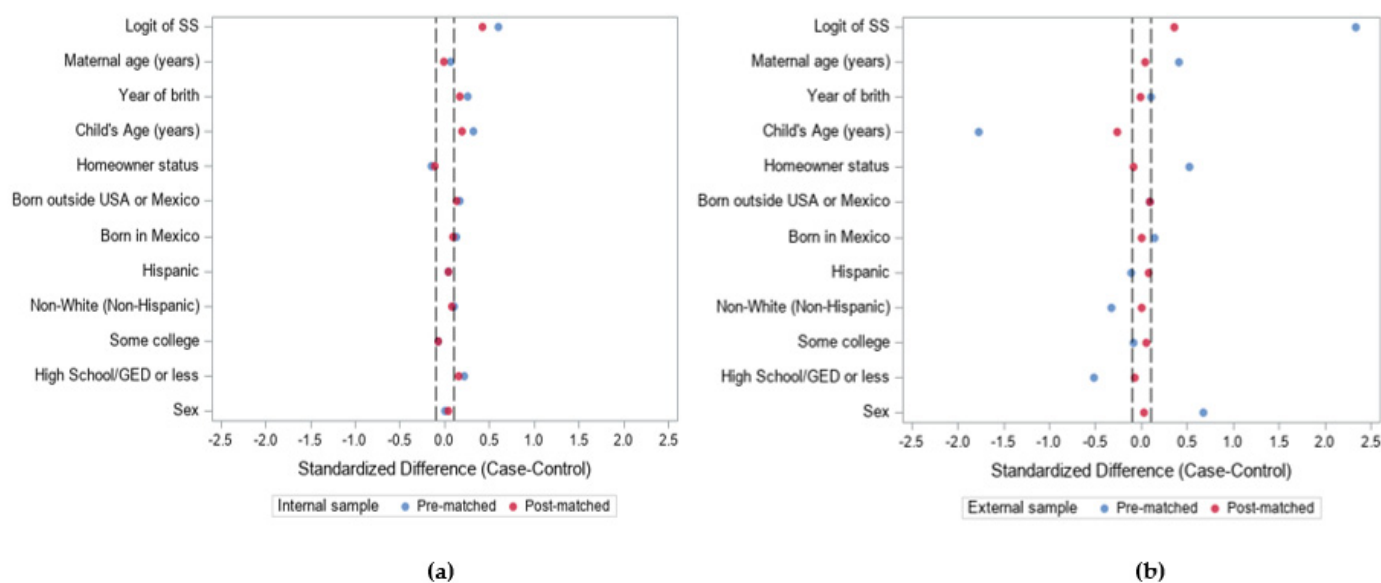 Logit of SS
Maternal age (years)
Year of brith
Child's Age (years)
Homeowner status
Born outside USA or Mexico
Born in Mexico
Hispanic
Non-White (Non-Hispanic)
Some college
High School/GED or less
Sex
-2.5 -2.0 -1.5 -1.0 -0.5 0.0 0.5 1.0 1.5 2.0 2.5
Standardized Difference (Case-Control)
Internal sample Pre-matched Post-matched
(a)
Logit of SS
Maternal age (years)
Year of brith
Child's Age (years)
Homeowner status
Born outside USA or Mexico
Born in Mexico
Hispanic
Non-White (Non-Hispanic)
Some college
High School/GED or less
Sex
-2.5 -2.0 -1.5 -1.0 -0.5 0.0 0.5 1.0 1.5 2.0 2.5
Standardized Difference (Case-Control)
External sample Pre-matched Post-matched
(b)